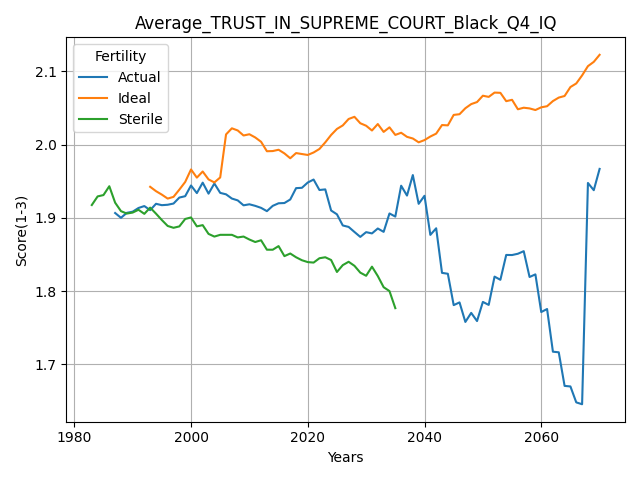 Average_TRUST_IN_SUPREME_COURT_Black_Q4_IQ
Fertility
Actual
Ideal
Sterile
Score(1-3)
2.1
2.0
1.9
1.8
1.7
1980
2000
2020
2040
2060
Years